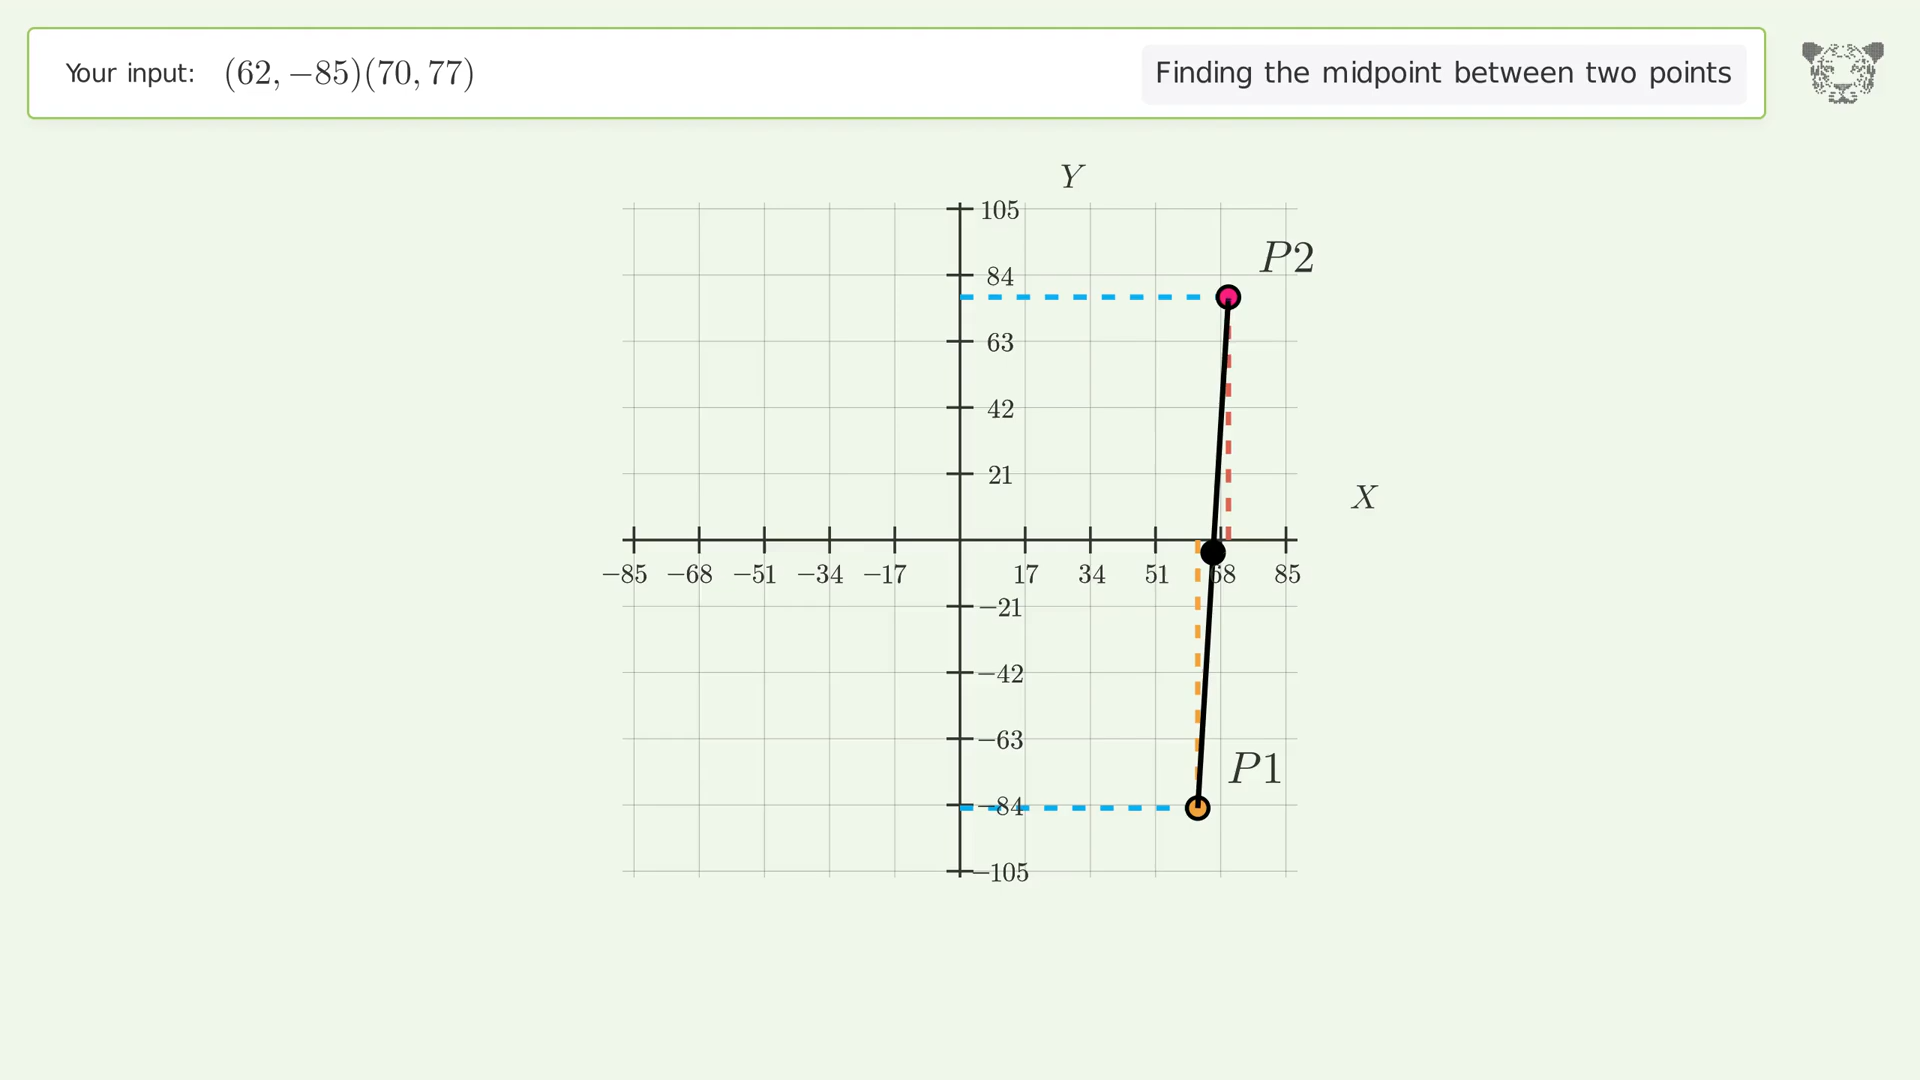 Your input: (62, −85)(70, 77)
Finding the midpoint between two points
Y
105
P2
84
63
42
21
X
−85 −68 −51 −34 −17 17 34 51 68 85
−21
−42
−63
P1
−84
−105